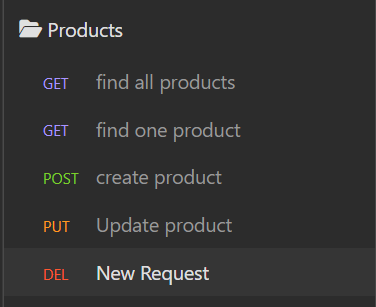 Products
GET find all products
GET find one product
POST create product
PUT Update product
DEL New Request